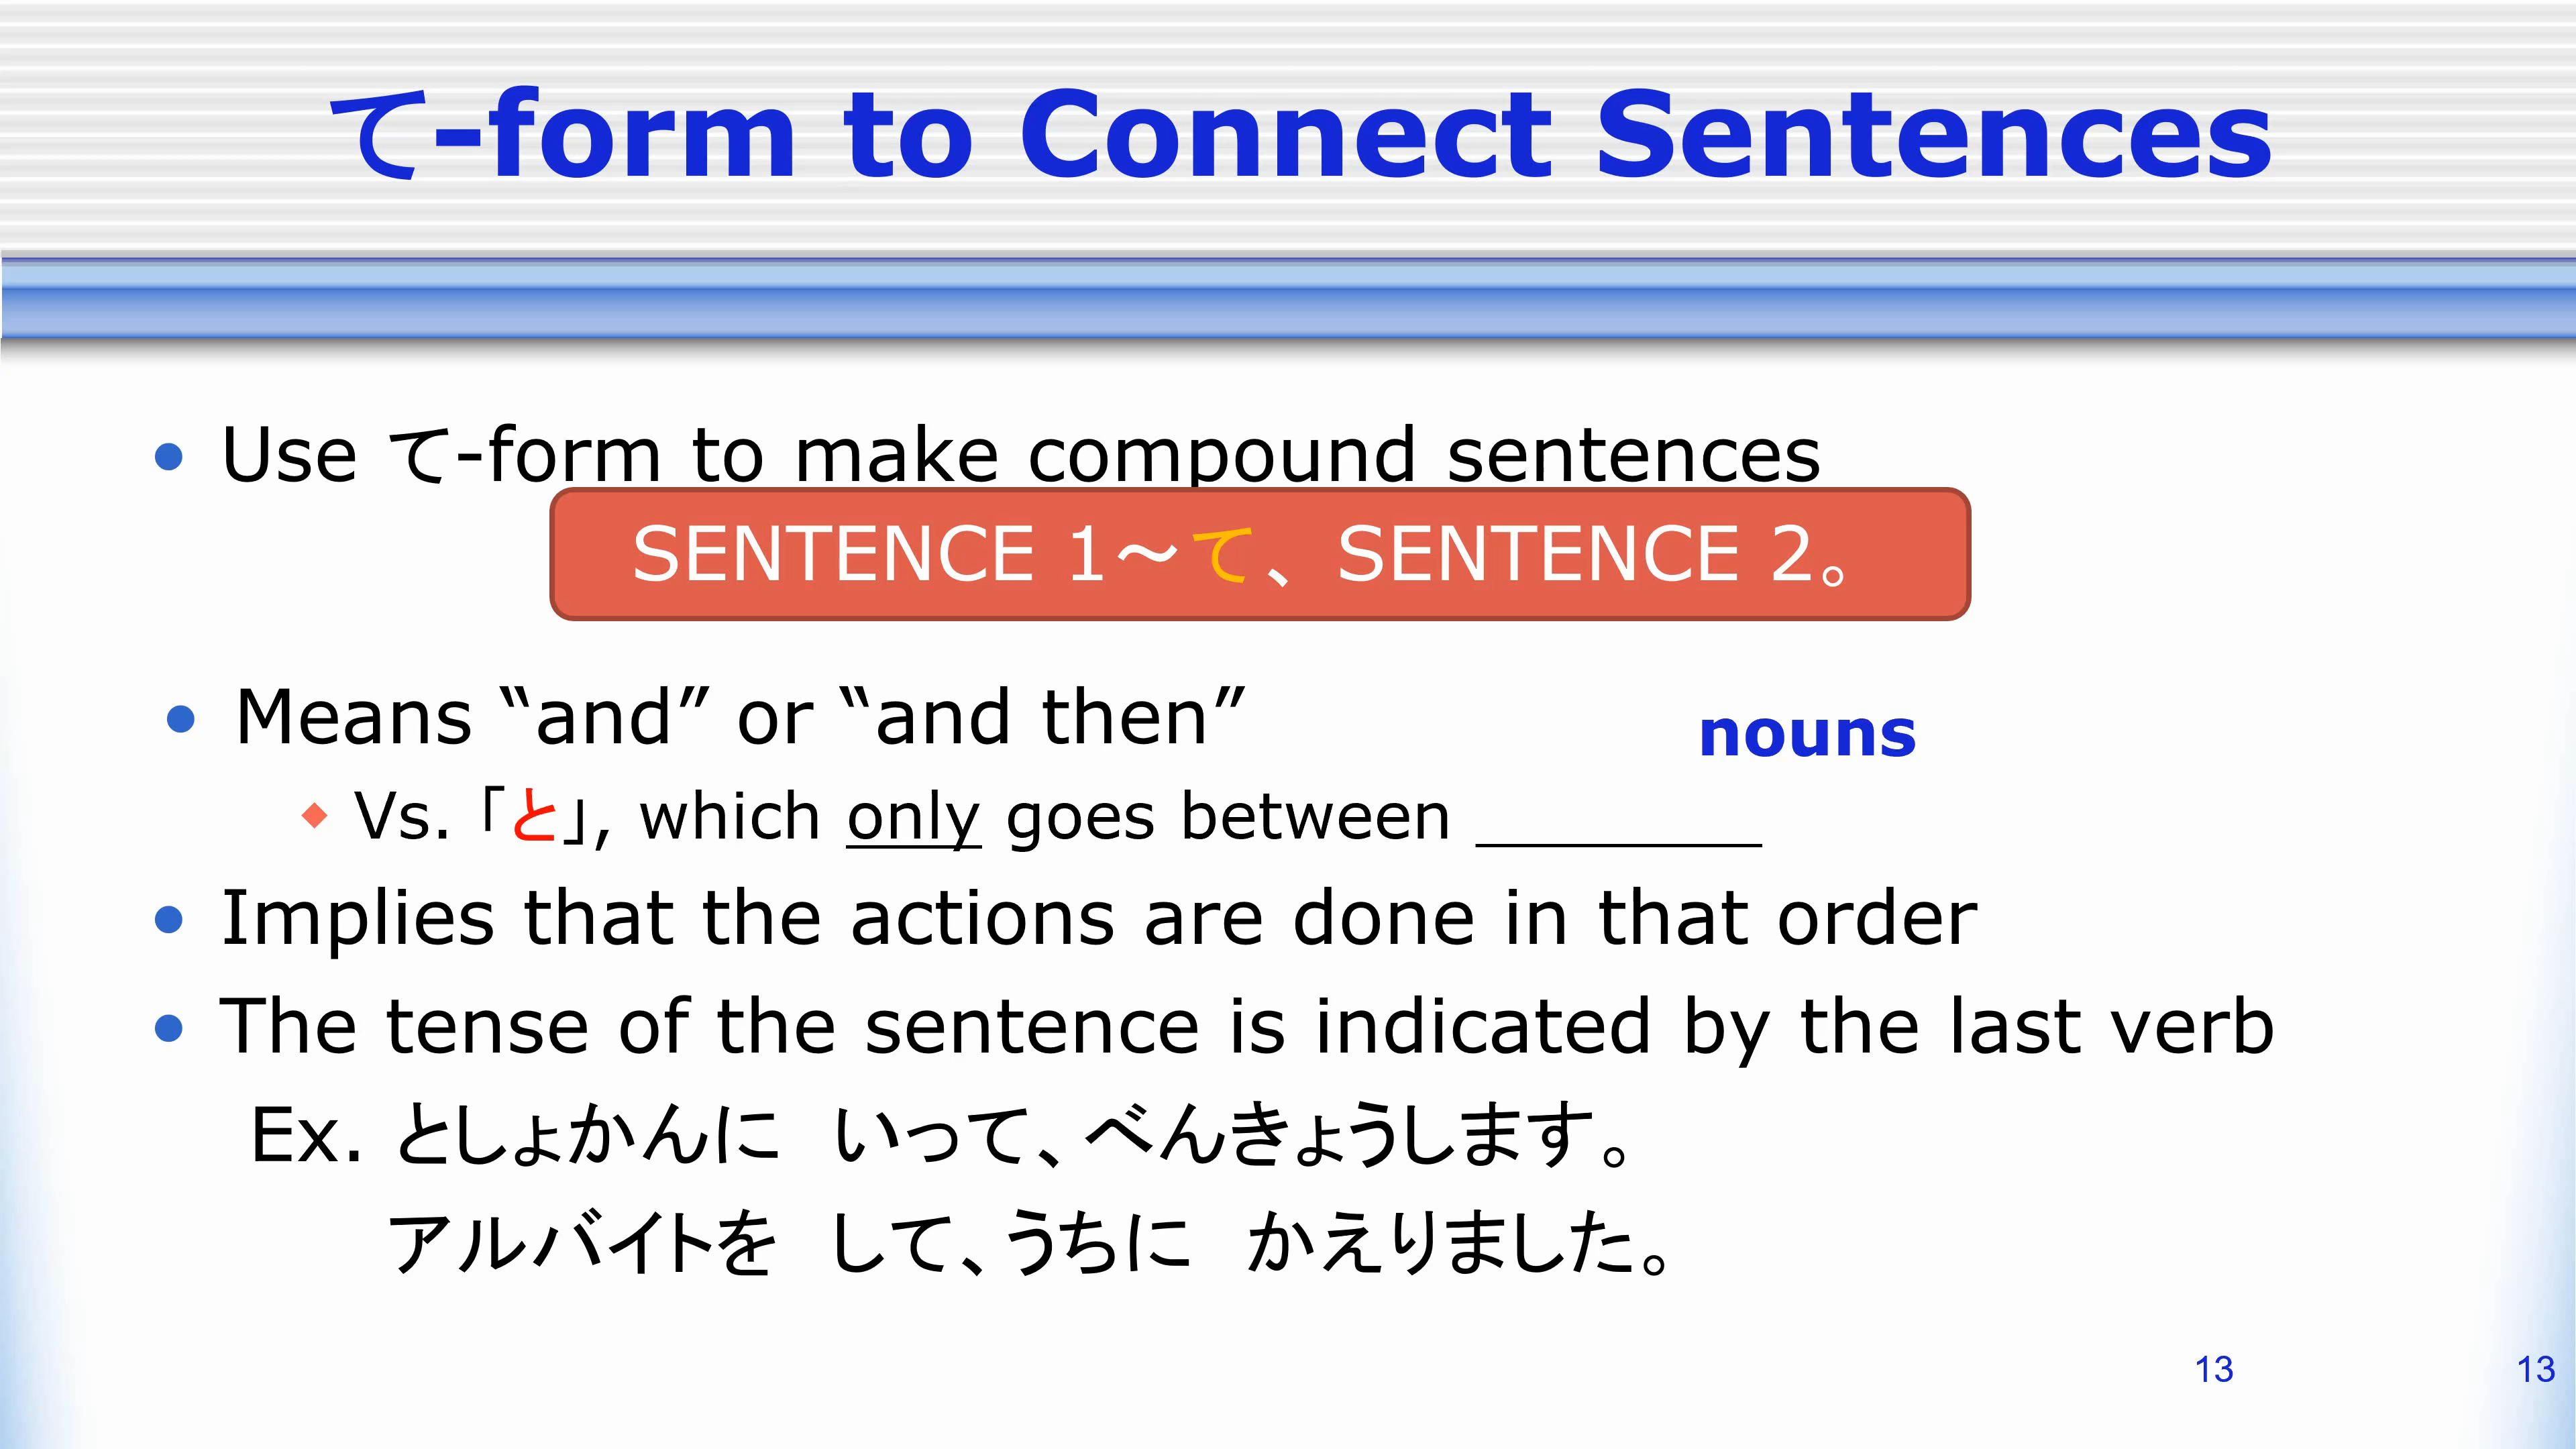 て-form to Connect Sentences
• Use て-form to make compound sentences
SENTENCE 1～て、SENTENCE 2。
• Means “and” or “and then”
nouns
◆ Vs.「と」, which only goes between ________
• Implies that the actions are done in that order
• The tense of the sentence is indicated by the last verb
Ex. としょかんに　いって、べんきょうします。
アルバイトを　して、うちに　かえりました。
13 13